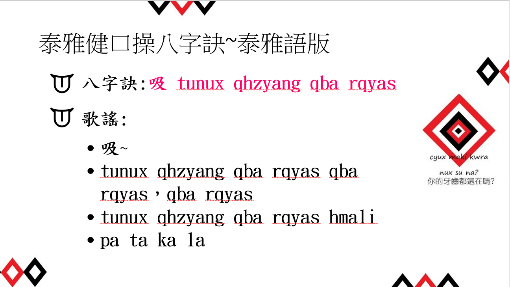 泰雅健口操八字訣~泰雅語版
八字訣:吸 tunux qhzyang qba rqyas
歌謠:
吸~
tunux qhzyang qba rqyas qba
rqyas，qba rqyas
tunux qhzyang qba rqyas hmali
pa ta ka la
cyux kwra
nux su na?
你的牙齒都還在嗎?